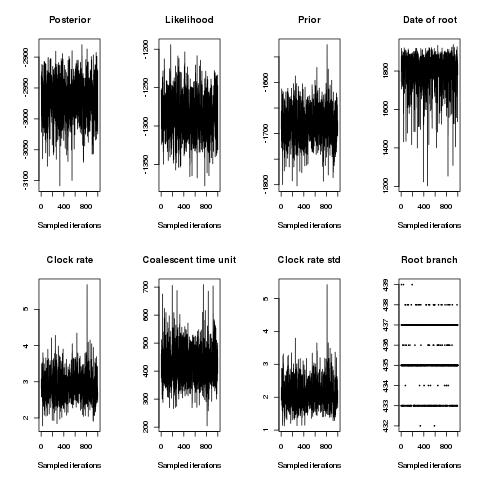 Posterior Likelihood Prior Date of root
-2900 -1200 -1600 1800
-2950 -1250 -1700 1600
-3000 -1300 -1800 1400
-3050 -1350 1200
-3100
0 400 800 0 400 800 0 400 800 0 400 800
Sampled iterations Sampled iterations Sampled iterations Sampled iterations
Clock rate Coalescent time unit Clock rate std Root branch
5 700 5 439
4 600 4 438
3 500 3 437
2 400 2 436
300 1 435
200 434
433
432
0 400 800 0 400 800 0 400 800 0 400 800
Sampled iterations Sampled iterations Sampled iterations Sampled iterations